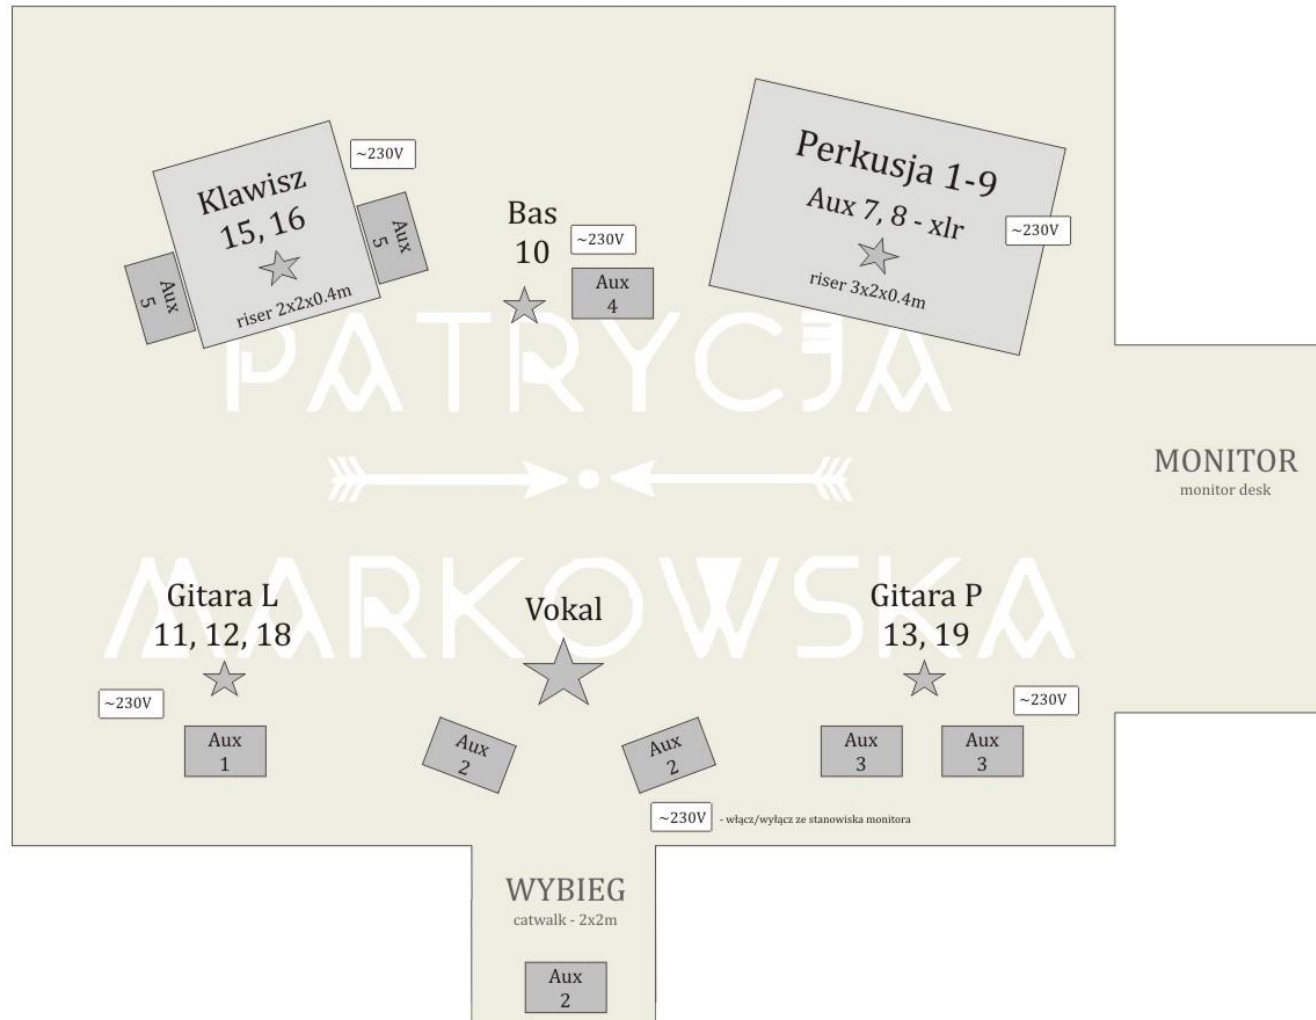 Perkusja 1-9
Aux 7, 8 - xlr
riser 3x2x0.4m
~230V
Klawisz
15, 16
riser 2x2x0.4m
~230V
Aux
5
Aux
5
Bas
10
~230V
Aux
4
PATRYCJA
MARKOWSKA
MONITOR
monitor desk
Gitara L
11, 12, 18
~230V
Aux
1
Vokal
Aux
2
Aux
2
~230V - włącz/wyłącz ze stanowiska monitora
Gitara P
13, 19
~230V
Aux
3
Aux
3
WYBIEG
catwalk - 2x2m
Aux
2